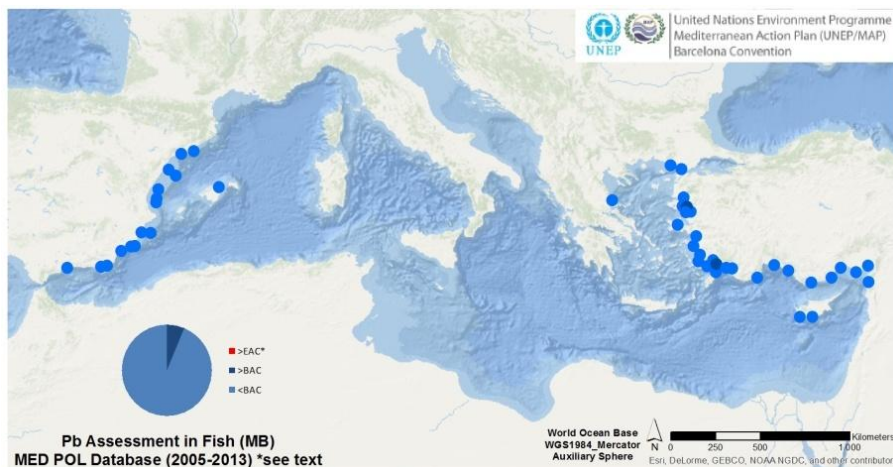 UNEP
United Nations Environment Programme
Mediterranean Action Plan (UNEP/MAP)
Barcelona Convention
>EAC*
>BAC
<BAC
Pb Assessment in Fish (MB)
MED POL Database (2005-2013) *see text
World Ocean Base
WGS1984_Mercator
Auxiliary Sphere
N
Kilometers
0 250 500 1 000
Esri, DeLorme, GEBCO, NOAA NGDC, and other contributor